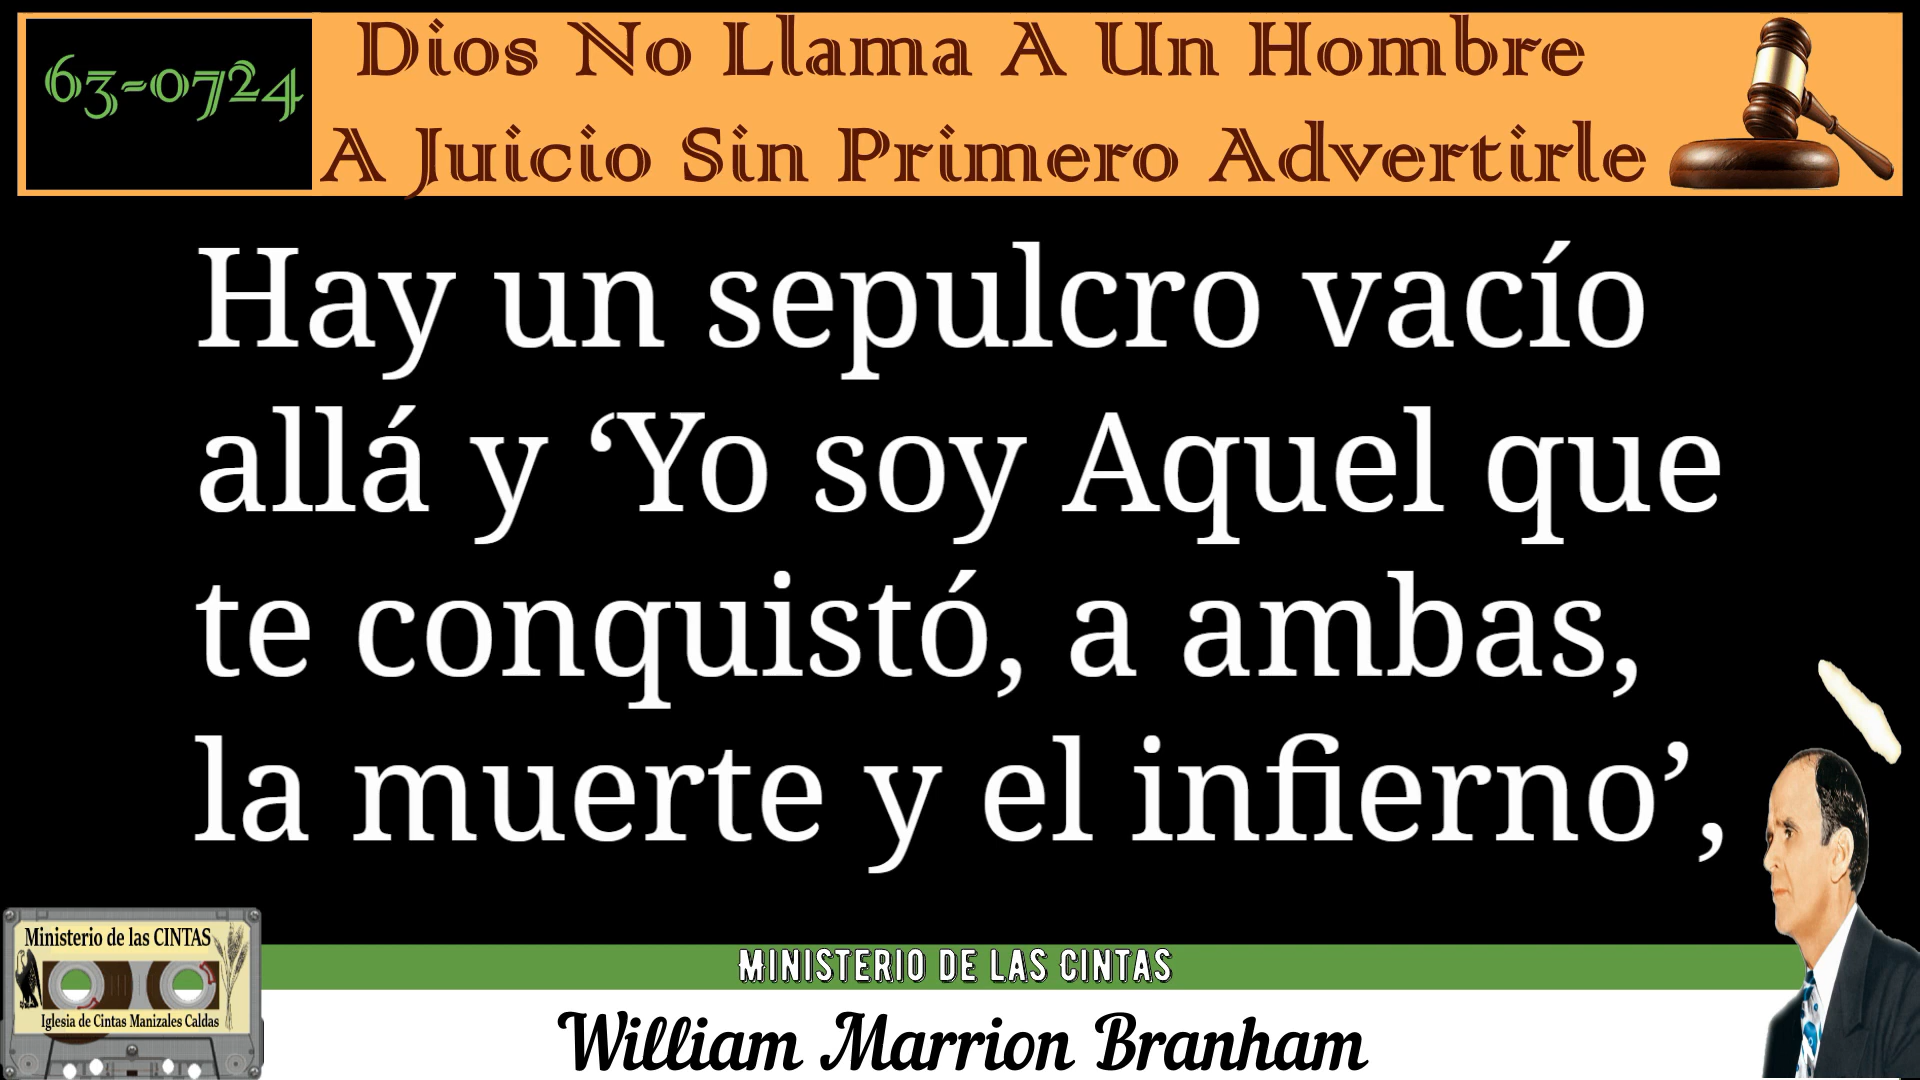 63-0724
Dios No Llama A Un Hombre
A Juicio Sin Primero Advertirle
Hay un sepulcro vacío
allá y ‘Yo soy Aquel que
te conquistó, a ambas,
la muerte y el infierno’,
Ministerio de las CINTAS
Iglesia de Cintas Manizales Caldas
MINISTERIO DE LAS CINTAS
William Marrion Branham